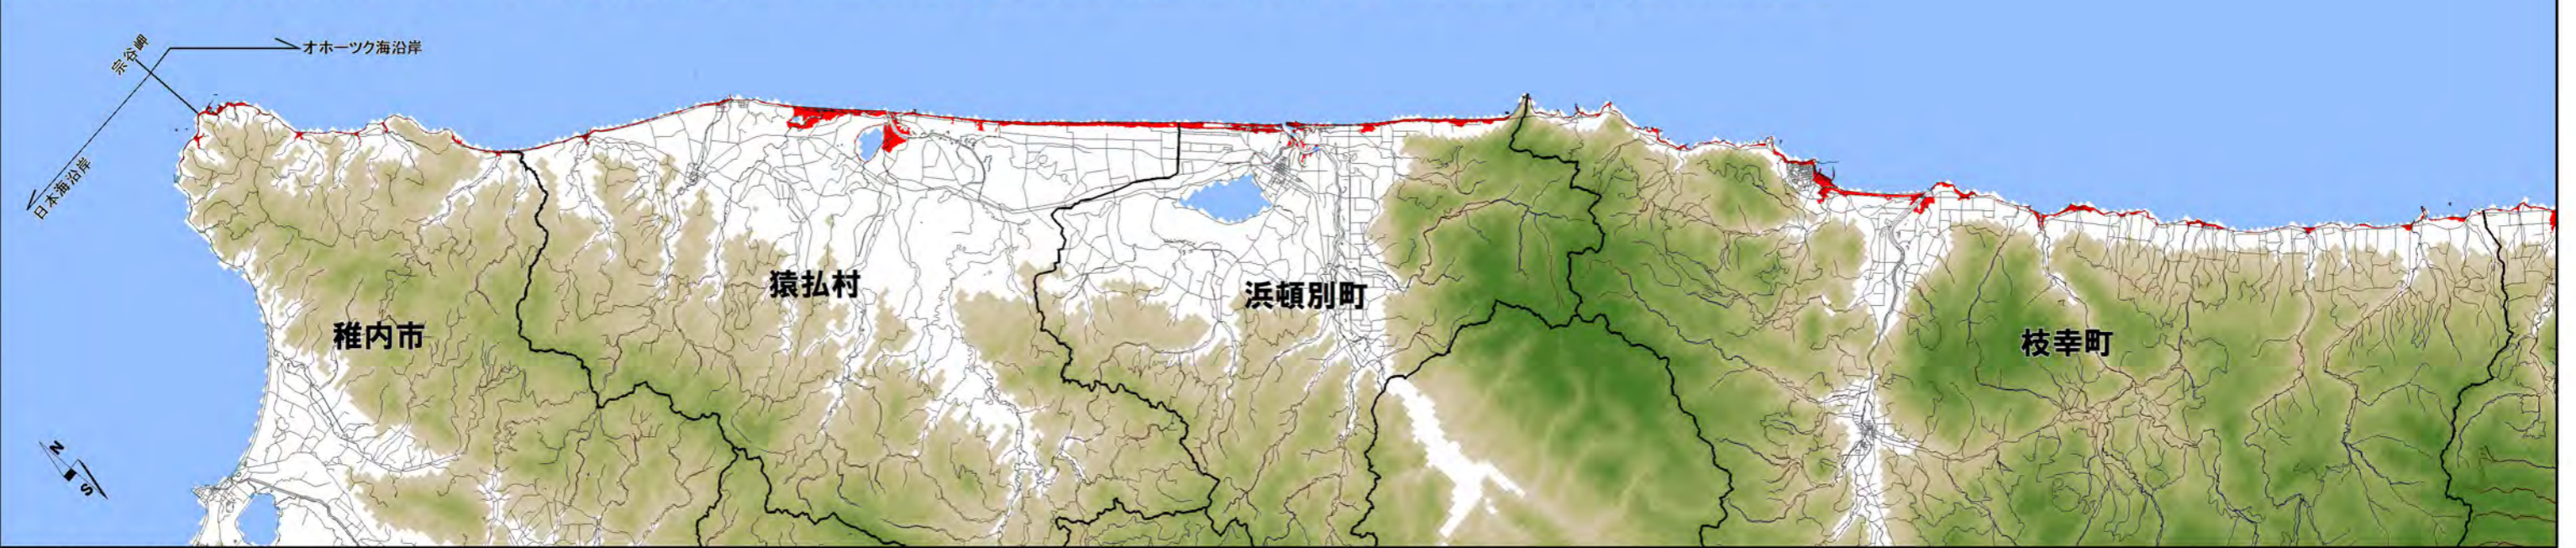 宗谷岬
オホーツク海沿岸
日本海沿岸
稚内市
猿払村
浜頓別町
枝幸町
N
S